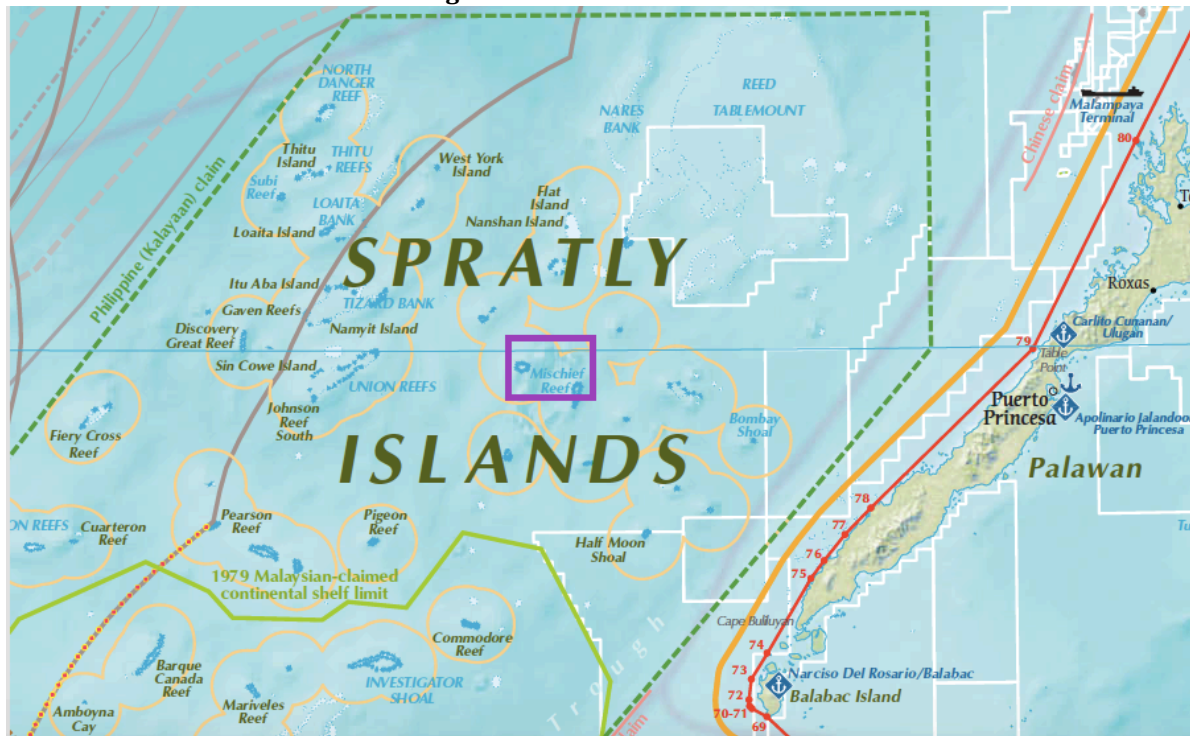 NORTH
DANGER
REEF
Thitu
Island
THITU
REEFS
Subi
Reef
LOAITA
BANK
Loaita Island
West York
Island
Flat
Island
Nanshan Island
NARES
BANK
REED
TABLEMOUNT
Chinese claim
Malampaya
Terminal
80
Philippine (Kalayaan) claim
SPRATLY
Itu Aba Island
Gaven Reefs
TIZARD BANK
Discovery
Great Reef
Namyit Island
Sin Cowe Island
UNION REEFS
Johnson
Reef
South
Mischief
Reef
Roxas
Carlito Cunanan/
Ulugan
79
Table
Point
Puerto
Princesa
Apolinario Jalandoo
Puerto Princesa
Fiery Cross
Reef
Bombay
Shoal
ISLANDS
Palawan
78
77
76
75
ON REEFS
Cuarteron
Reef
Pearson
Reef
Pigeon
Reef
Half Moon
Shoal
1979 Malaysian-claimed
continental shelf limit
Cape Buliluyan
Commodore
Reef
74
73
72
70-71
69
Narciso Del Rosario/Balabac
Balabac Island
Barque
Canada
Reef
INVESTIGATOR
SHOAL
Mariveles
Reef
Amboyna
Cay
Trough
laim